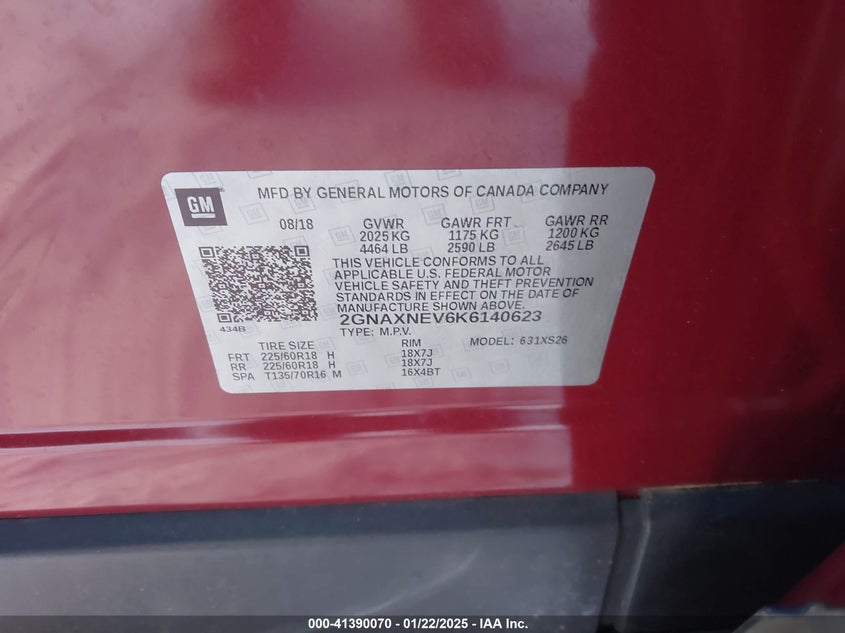 GM
MFD BY GENERAL MOTORS OF CANADA COMPANY
08/18 GVWR GAWR FRT GAWR RR
2025 KG 1175 KG 1200 KG
4464 LB 2590 LB 2645 LB
THIS VEHICLE CONFORMS TO ALL
APPLICABLE U.S. FEDERAL MOTOR
VEHICLE SAFETY AND THEFT PREVENTION
STANDARDS IN EFFECT ON THE DATE OF
MANUFACTURE SHOWN ABOVE.
434B
2GNAXNEV6K6140623
TYPE: M.P.V.
MODEL: 631XS26
TIRE SIZE RIM
FRT 225/60R18 H 18X7J
RR 225/60R18 H 18X7J
SPA T135/70R16 M 16X4BT
000-41390070 - 01/22/2025 - IAA Inc.